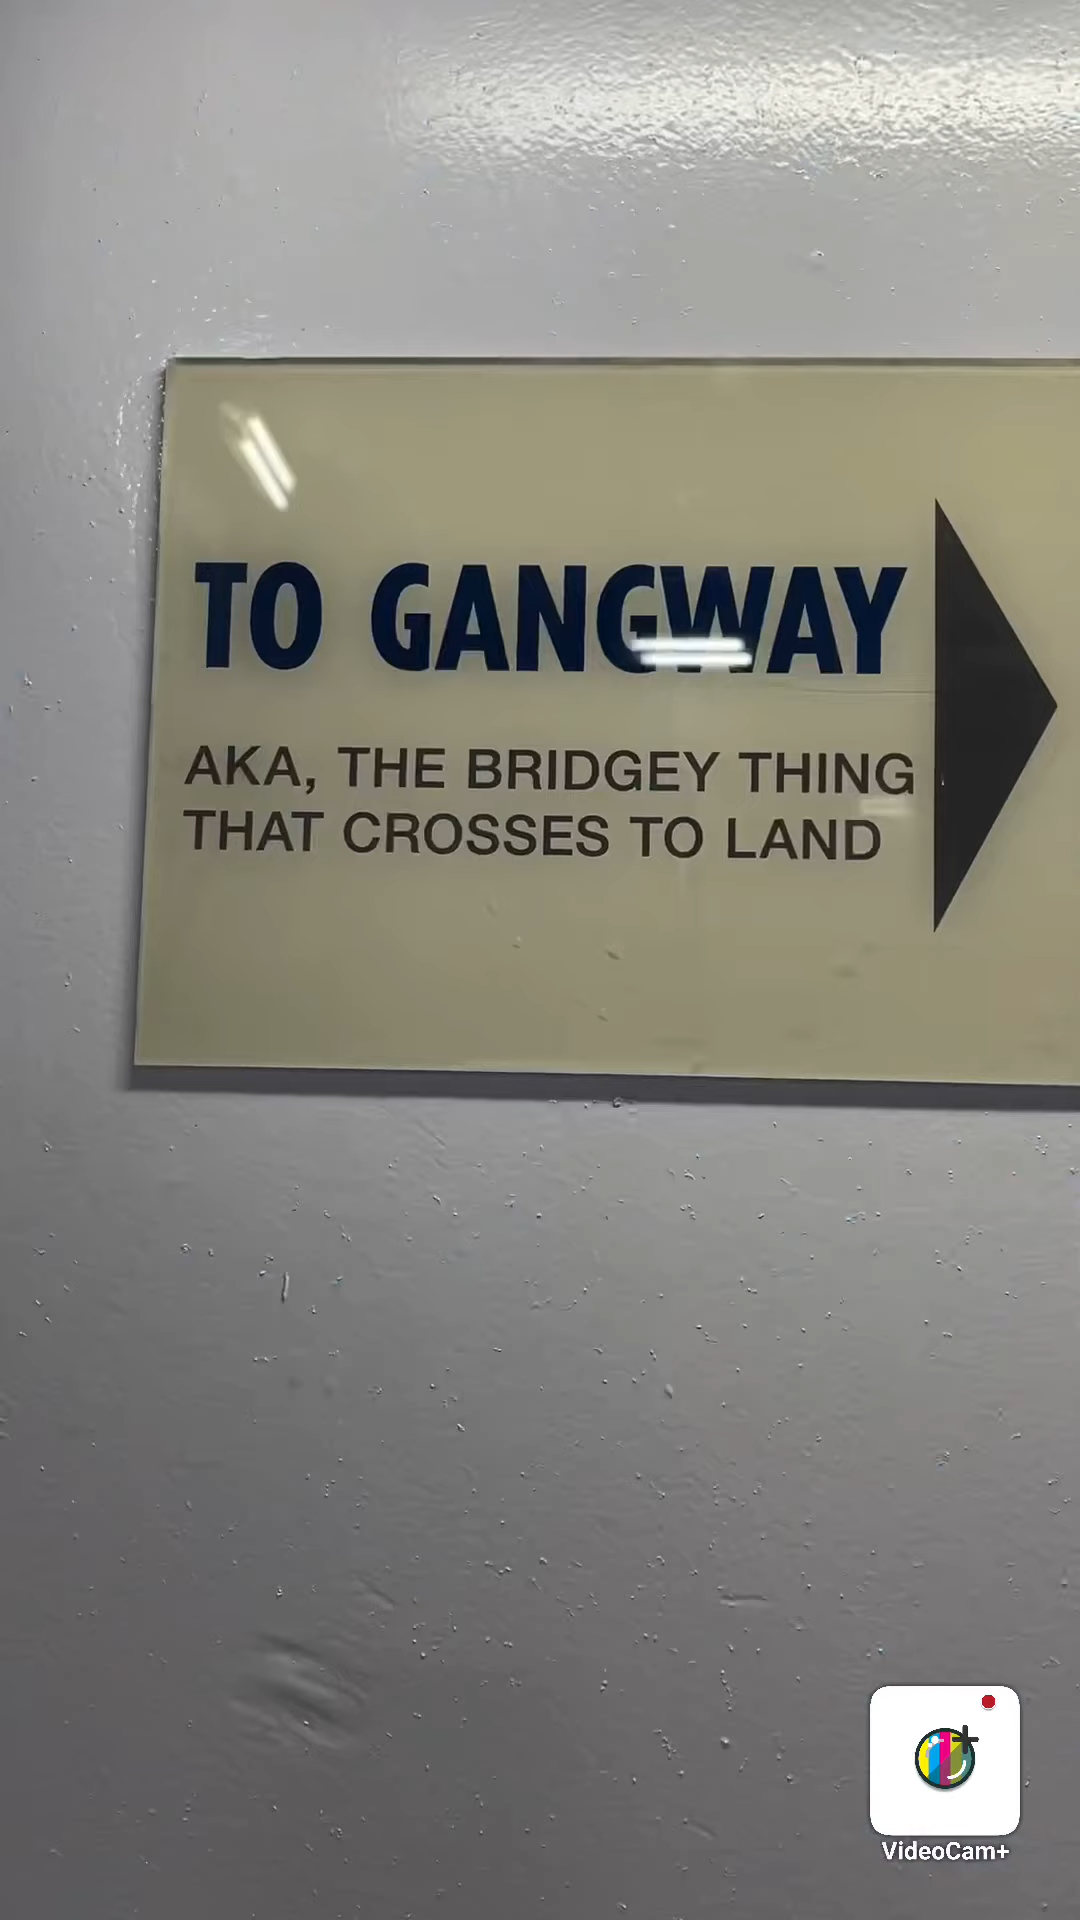 TO GANGWAY
AKA, THE BRIDGEY THING
THAT CROSSES TO LAND
VideoCam+